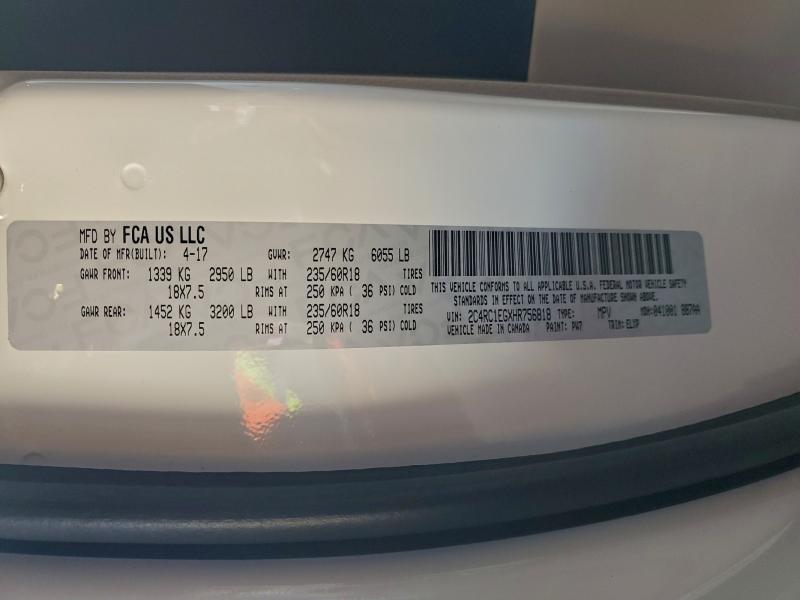 MFD BY FCA US LLC
DATE OF MFR(BUILT): 4-17 GVWR: 2747 KG 6055 LB
GAWR FRONT: 1339 KG 2950 LB WITH 235/60R18 TIRES
18X7.5 RIMS AT 250 KPA ( 36 PSI) COLD
GAWR REAR: 1452 KG 3200 LB WITH 235/60R18 TIRES
18X7.5 RIMS AT 250 KPA ( 36 PSI) COLD
THIS VEHICLE CONFORMS TO ALL APPLICABLE U.S.A. FEDERAL MOTOR VEHICLE SAFETY
STANDARDS IN EFFECT ON THE DATE OF MANUFACTURE SHOWN ABOVE.
VIN: 2C4RC1EGXHR756818 TYPE: MPV MDH:041001 887AA
VEHICLE MADE IN CANADA PAINT: PW7 TRIM: